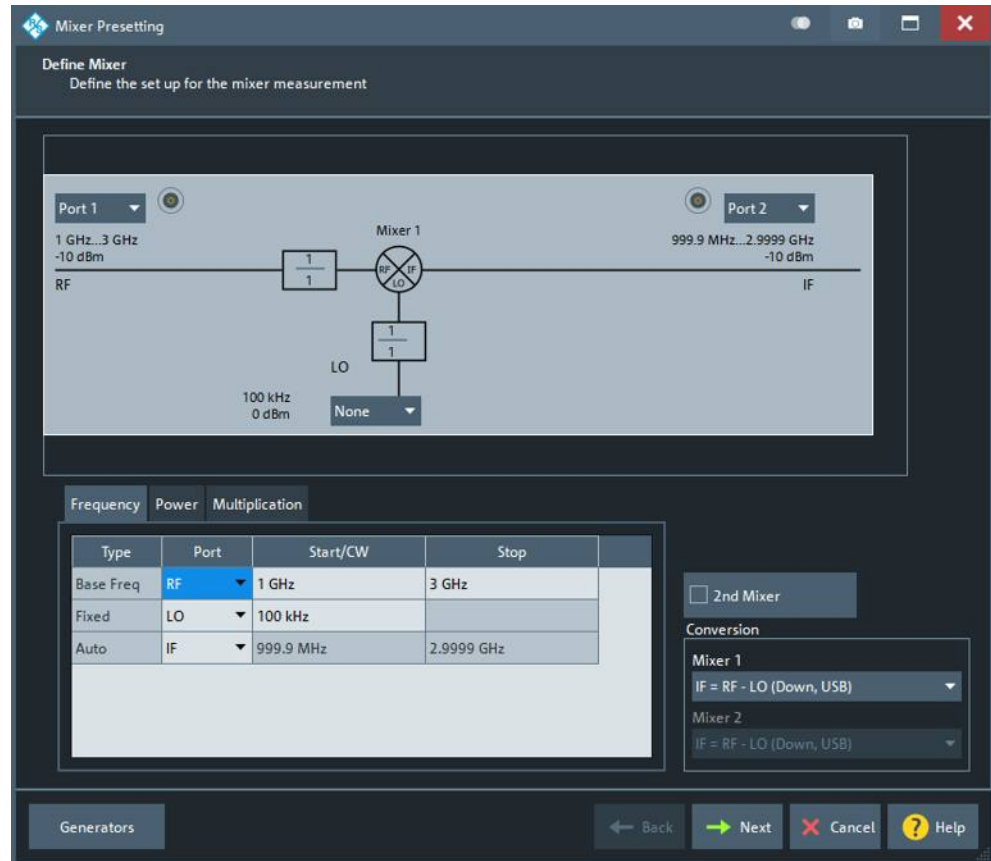 Mixer Presetting
Define Mixer
Define the set up for the mixer measurement
Port 1
Port 2
1 GHz...3 GHz
-10 dBm
RF
Mixer 1
999.9 MHz...2.9999 GHz
-10 dBm
IF
1
1
RF IF
LO
1
1
LO
100 kHz
0 dBm
None
Frequency Power Multiplication
Type Port Start/CW Stop
Base Freq RF 1 GHz 3 GHz
Fixed LO 100 kHz
Auto IF 999.9 MHz 2.9999 GHz
2nd Mixer
Conversion
Mixer 1
IF = RF - LO (Down, USB)
Mixer 2
IF = RF - LO (Down, USB)
Generators
Back Next Cancel ? Help